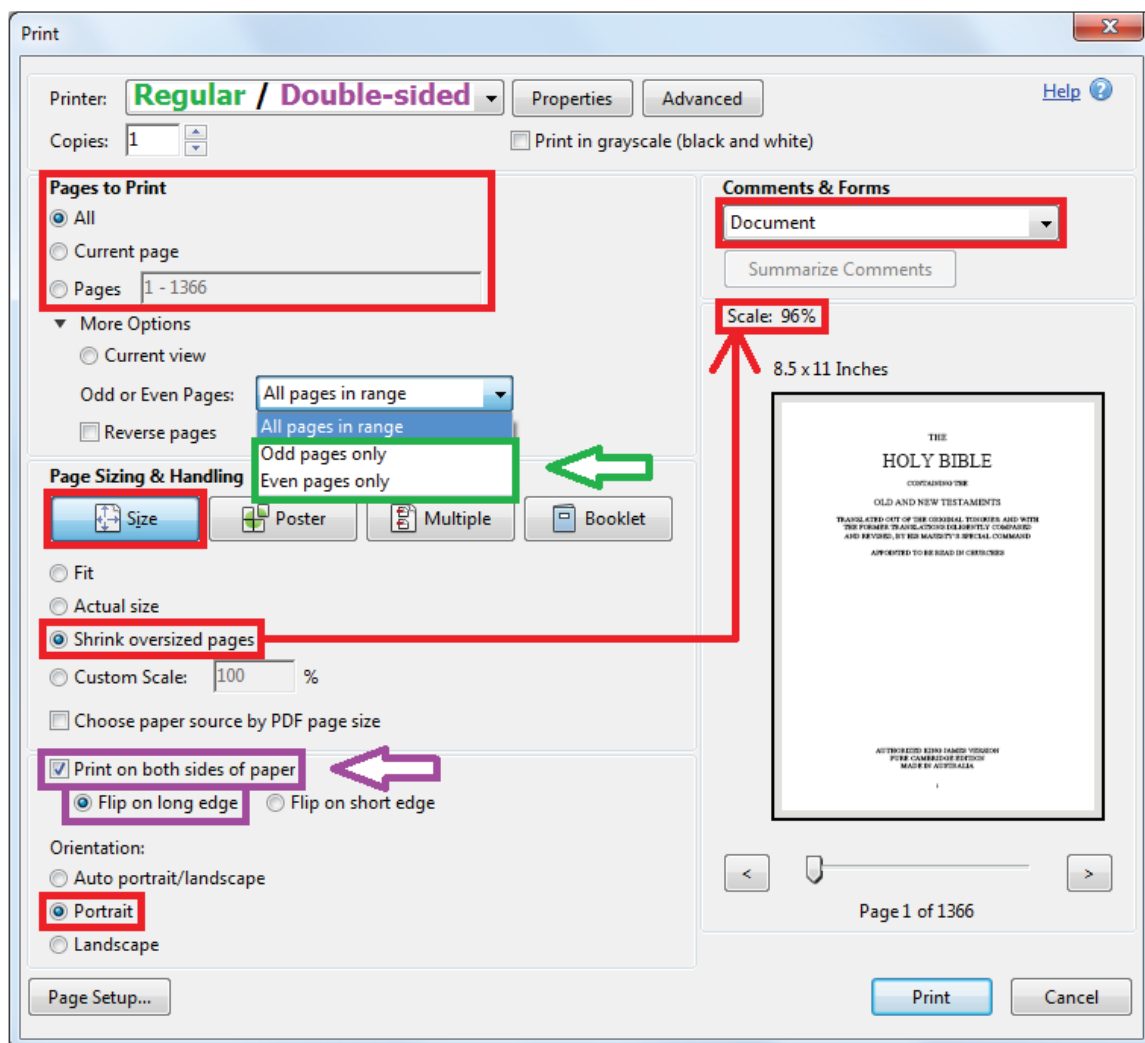 Print
Printer: Regular / Double-sided Properties Advanced Help
Copies: 1 Print in grayscale (black and white)
Pages to Print
All
Current page
Pages 1 - 1366
More Options
Current view
Odd or Even Pages: All pages in range
All pages in range
Odd pages only
Even pages only
Reverse pages
Page Sizing & Handling
Size Poster Multiple Booklet
Fit
Actual size
Shrink oversized pages
Custom Scale: 100 %
Choose paper source by PDF page size
Print on both sides of paper
Flip on long edge Flip on short edge
Orientation:
Auto portrait/landscape
Portrait
Landscape
Comments & Forms
Document
Summarize Comments
Scale: 96%
8.5 x 11 Inches
THE
HOLY BIBLE
CONTAINING THE
OLD AND NEW TESTAMENTS
TRANSLATED OUT OF THE ORIGINAL TONGUES: AND WITH
THE FORMER TRANSLATIONS DILIGENTLY COMPARED
AND REVISED, BY HIS MAJESTY'S SPECIAL COMMAND
APPOINTED TO BE READ IN CHURCHES
AUTHORIZED KING JAMES VERSION
PURE CAMBRIDGE EDITION
MADE IN AUSTRALIA
< >
Page 1 of 1366
Page Setup... Print Cancel